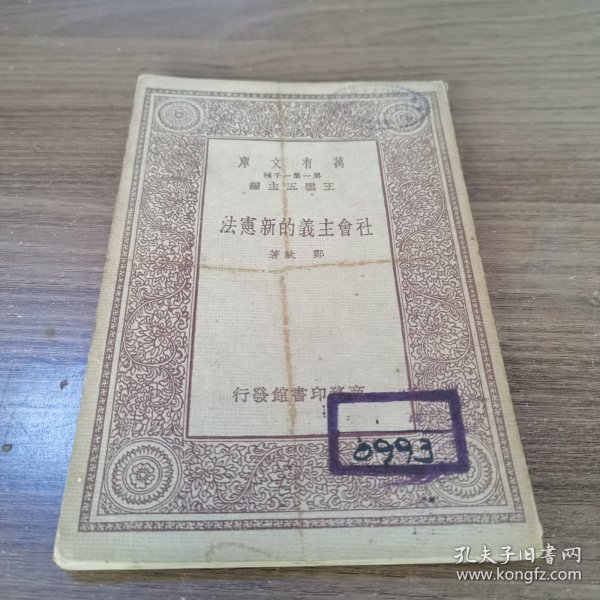 庫文有萬
種千一集一第
編主五雲王
法憲新的義主會社
著斌鄭
行發館書印務商
0993
孔夫子旧书网
www.kongfz.com